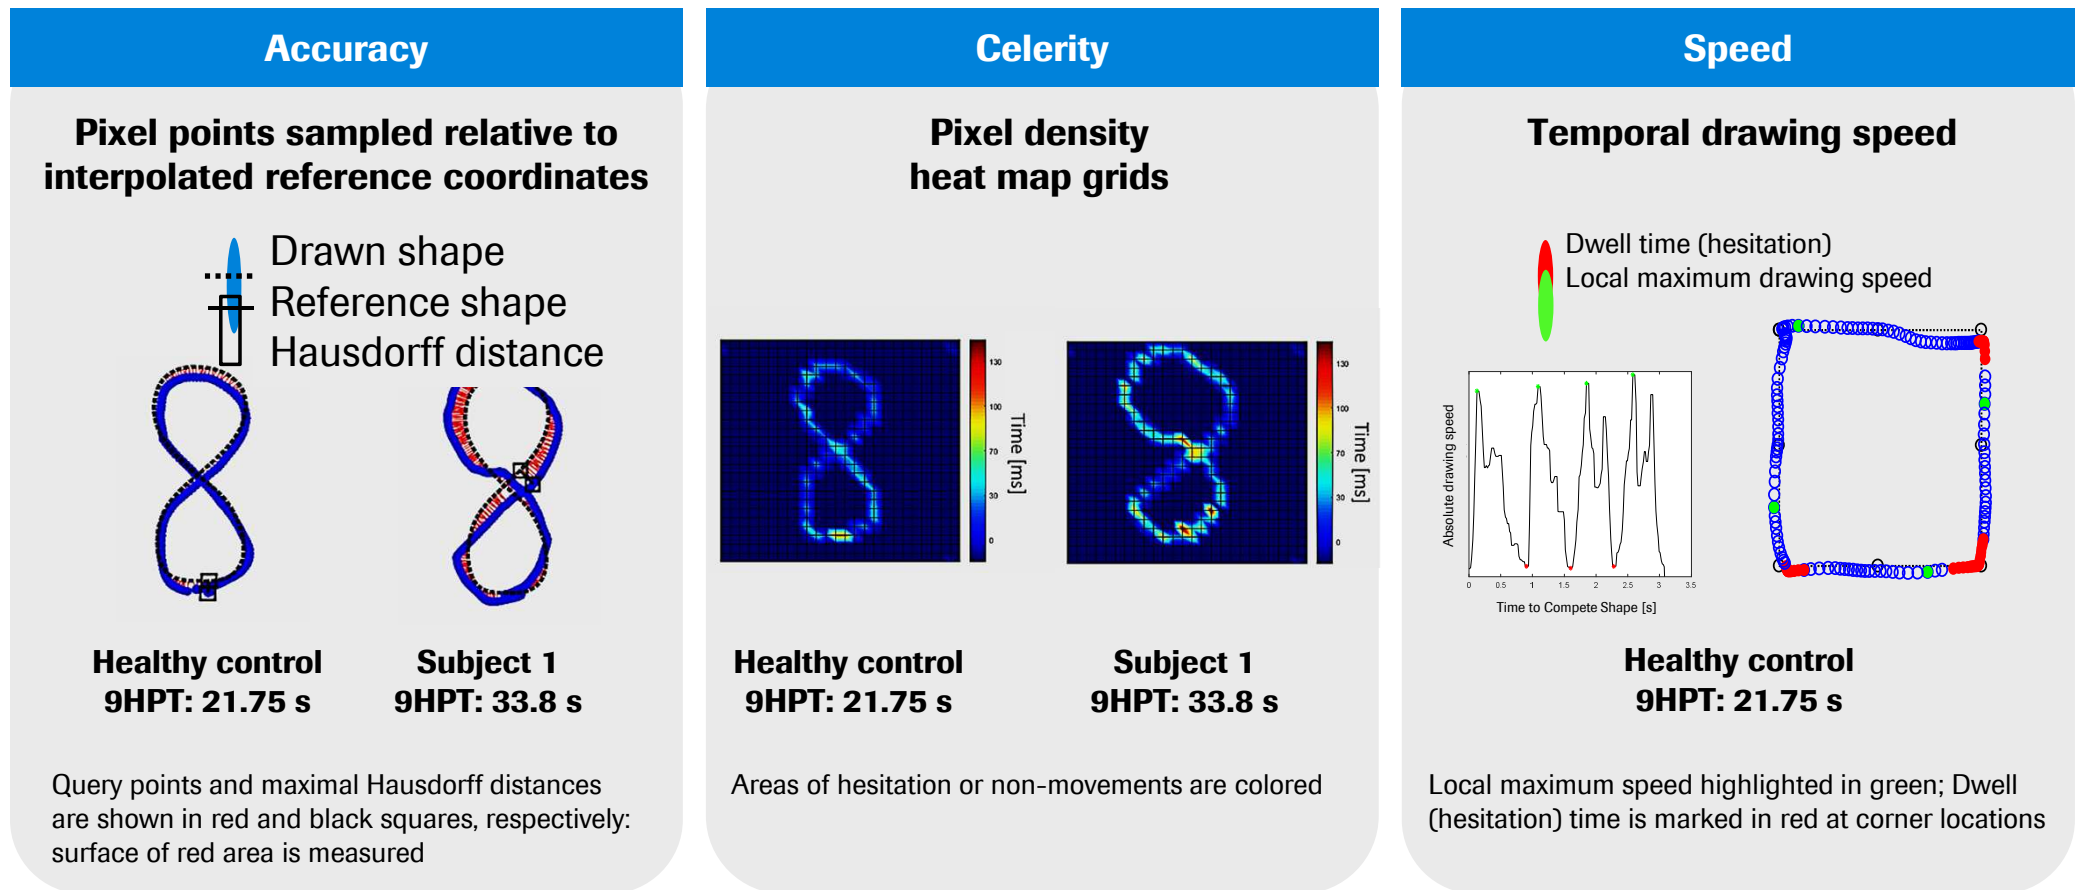 Accuracy
Pixel points sampled relative to
interpolated reference coordinates
Drawn shape
Reference shape
Hausdorff distance
Healthy control
9HPT: 21.75 s
Subject 1
9HPT: 33.8 s
Query points and maximal Hausdorff distances
are shown in red and black squares, respectively:
surface of red area is measured
Celerity
Pixel density
heat map grids
130
100
70
30
0
Time [ms]
130
100
70
30
0
Time [ms]
Healthy control
9HPT: 21.75 s
Subject 1
9HPT: 33.8 s
Areas of hesitation or non-movements are colored
Speed
Temporal drawing speed
Dwell time (hesitation)
Local maximum drawing speed
Absolute drawing speed
0 0.5 1 1.5 2 2.5 3 3.5
Time to Compete Shape [s]
Healthy control
9HPT: 21.75 s
Local maximum speed highlighted in green; Dwell
(hesitation) time is marked in red at corner locations